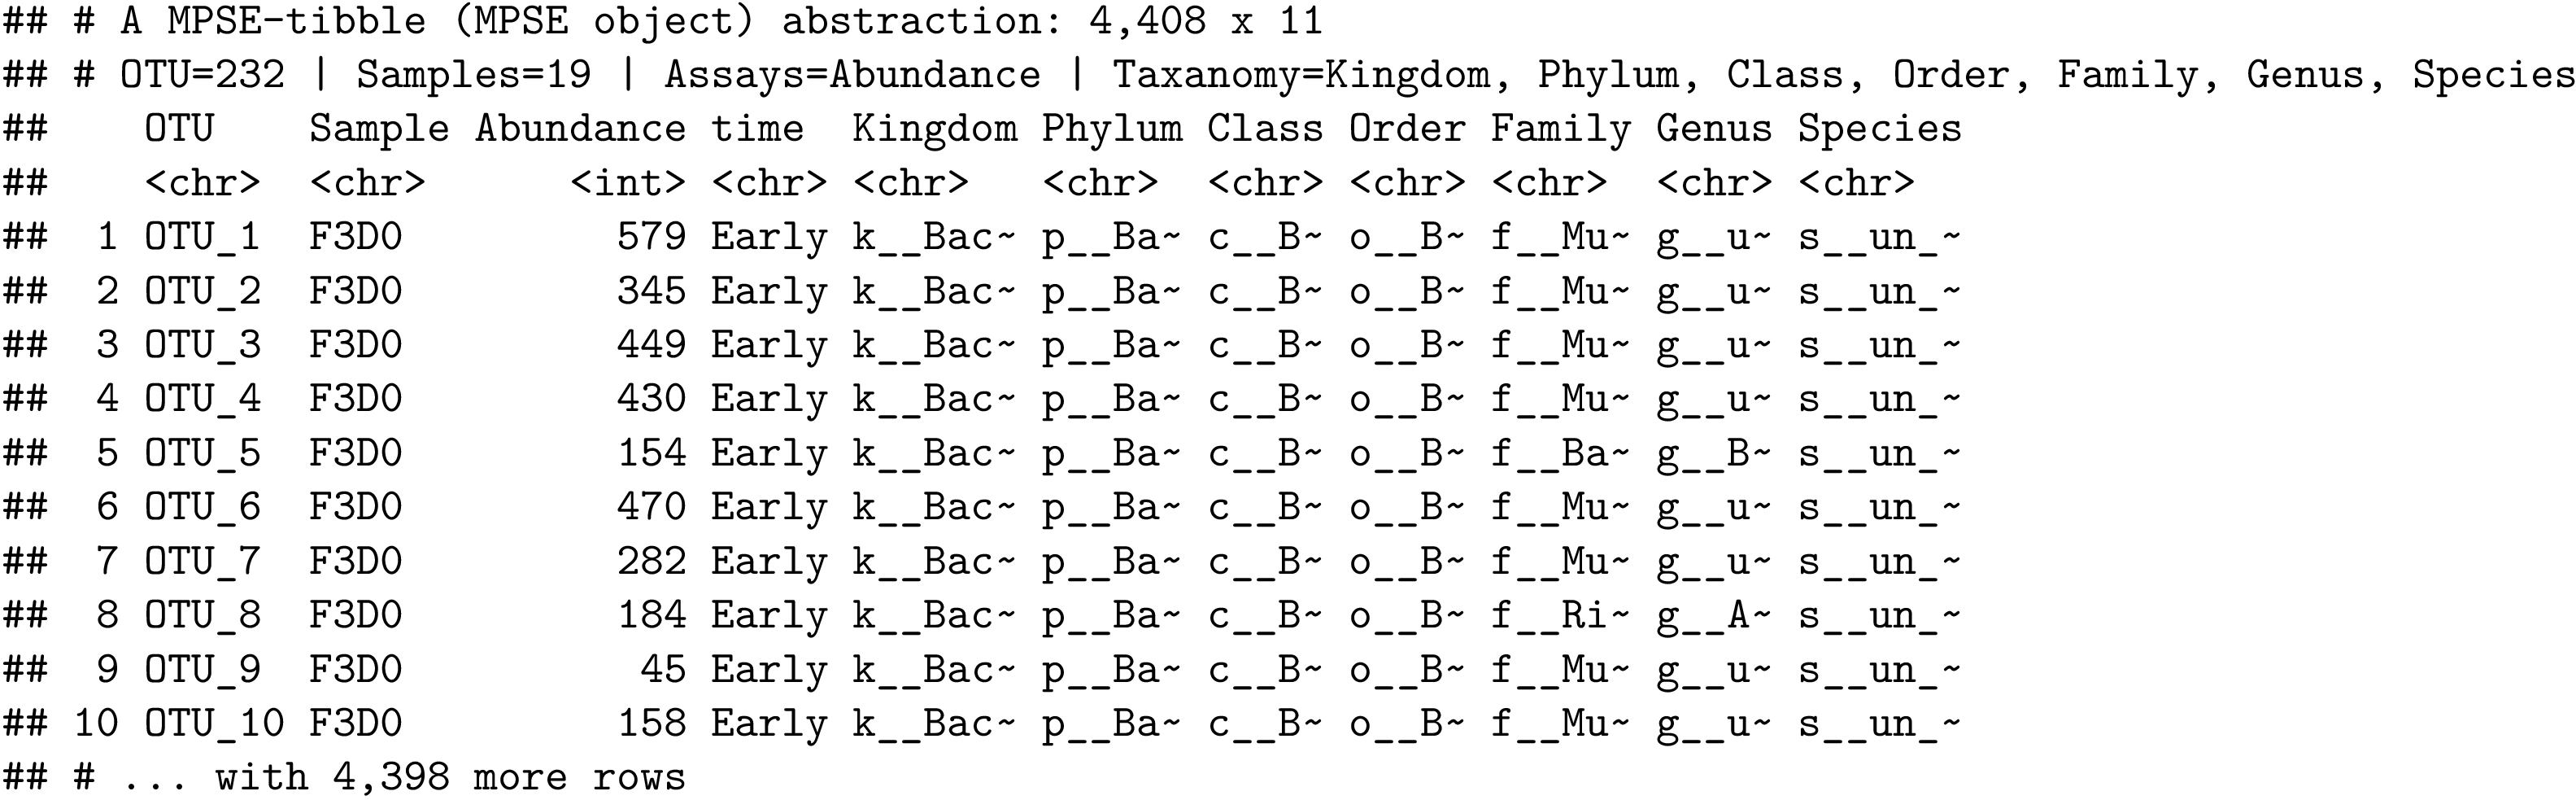 ## # A MPSE-tibble (MPSE object) abstraction: 4,408 x 11
## # OTU=232 | Samples=19 | Assays=Abundance | Taxanomy=Kingdom, Phylum, Class, Order, Family, Genus, Species
##    OTU    Sample Abundance time  Kingdom Phylum Class Order Family Genus Species
##    <chr>  <chr>      <int> <chr> <chr>   <chr>  <chr> <chr> <chr>  <chr> <chr>
##  1 OTU_1  F3D0         579 Early k__Bac~ p__Ba~ c__B~ o__B~ f__Mu~ g__u~ s__un_~
##  2 OTU_2  F3D0         345 Early k__Bac~ p__Ba~ c__B~ o__B~ f__Mu~ g__u~ s__un_~
##  3 OTU_3  F3D0         449 Early k__Bac~ p__Ba~ c__B~ o__B~ f__Mu~ g__u~ s__un_~
##  4 OTU_4  F3D0         430 Early k__Bac~ p__Ba~ c__B~ o__B~ f__Mu~ g__u~ s__un_~
##  5 OTU_5  F3D0         154 Early k__Bac~ p__Ba~ c__B~ o__B~ f__Ba~ g__B~ s__un_~
##  6 OTU_6  F3D0         470 Early k__Bac~ p__Ba~ c__B~ o__B~ f__Mu~ g__u~ s__un_~
##  7 OTU_7  F3D0         282 Early k__Bac~ p__Ba~ c__B~ o__B~ f__Mu~ g__u~ s__un_~
##  8 OTU_8  F3D0         184 Early k__Bac~ p__Ba~ c__B~ o__B~ f__Ri~ g__A~ s__un_~
##  9 OTU_9  F3D0          45 Early k__Bac~ p__Ba~ c__B~ o__B~ f__Mu~ g__u~ s__un_~
## 10 OTU_10 F3D0         158 Early k__Bac~ p__Ba~ c__B~ o__B~ f__Mu~ g__u~ s__un_~
## # ... with 4,398 more rows